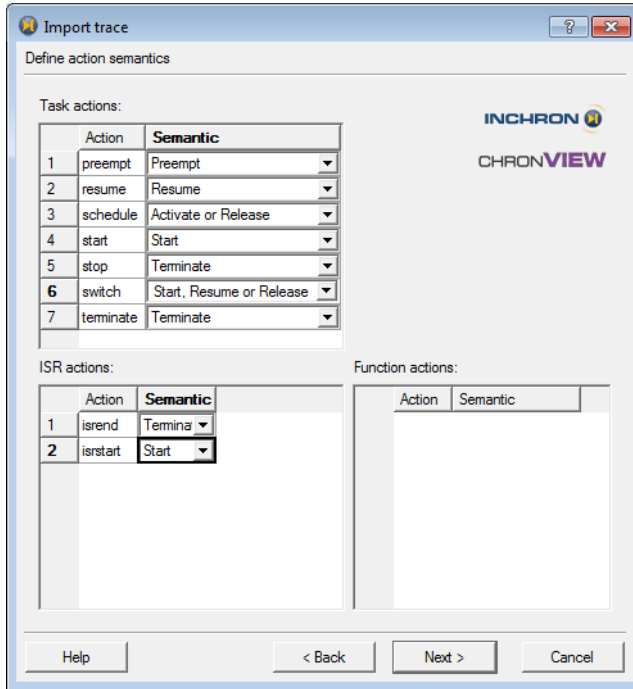 Import trace
Define action semantics
Task actions:
INCHRON
CHRONVIEW
Action Semantic
1 preempt Preempt
2 resume Resume
3 schedule Activate or Release
4 start Start
5 stop Terminate
6 switch Start, Resume or Release
7 terminate Terminate
ISR actions:
Action Semantic
1 isrend Termina
2 isrstart Start
Function actions:
Action Semantic
Help < Back Next > Cancel